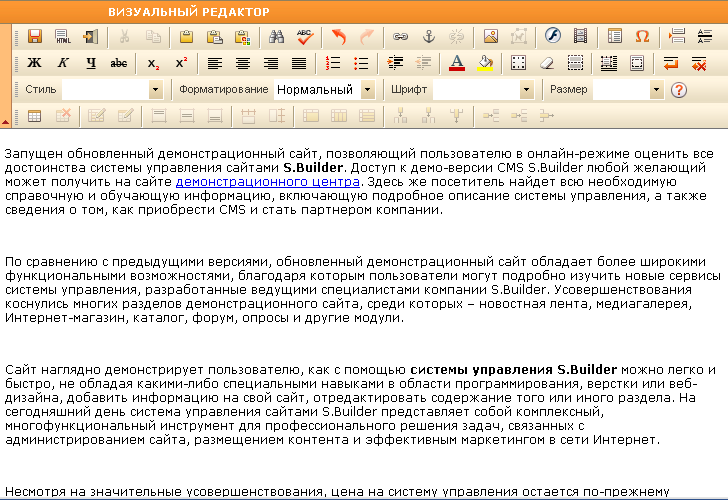 ВИЗУАЛЬНЫЙ РЕДАКТОР
HTML ABC
Ж К Ч abc x₂ x² A
Стиль Форматирование Нормальный Шрифт Размер
Запущен обновленный демонстрационный сайт, позволяющий пользователю в онлайн-режиме оценить все
достоинства системы управления сайтами S.Builder. Доступ к демо-версии CMS S.Builder любой желающий
может получить на сайте демонстрационного центра. Здесь же посетитель найдет всю необходимую
справочную и обучающую информацию, включающую подробное описание системы управления, а также
сведения о том, как приобрести CMS и стать партнером компании.
По сравнению с предыдущими версиями, обновленный демонстрационный сайт обладает более широкими
функциональными возможностями, благодаря которым пользователи могут подробно изучить новые сервисы
системы управления, разработанные ведущими специалистами компании S.Builder. Усовершенствования
коснулись многих разделов демонстрационного сайта, среди которых – новостная лента, медиагалерея,
Интернет-магазин, каталог, форум, опросы и другие модули.
Сайт наглядно демонстрирует пользователю, как с помощью системы управления S.Builder можно легко и
быстро, не обладая какими-либо специальными навыками в области программирования, верстки или веб-
дизайна, добавить информацию на свой сайт, отредактировать содержание того или иного раздела. На
сегодняшний день система управления сайтами S.Builder представляет собой комплексный,
многофункциональный инструмент для профессионального решения задач, связанных с
администрированием сайта, размещением контента и эффективным маркетингом в сети Интернет.
Несмотря на значительные усовершенствования, цена на систему управления остается по-прежнему